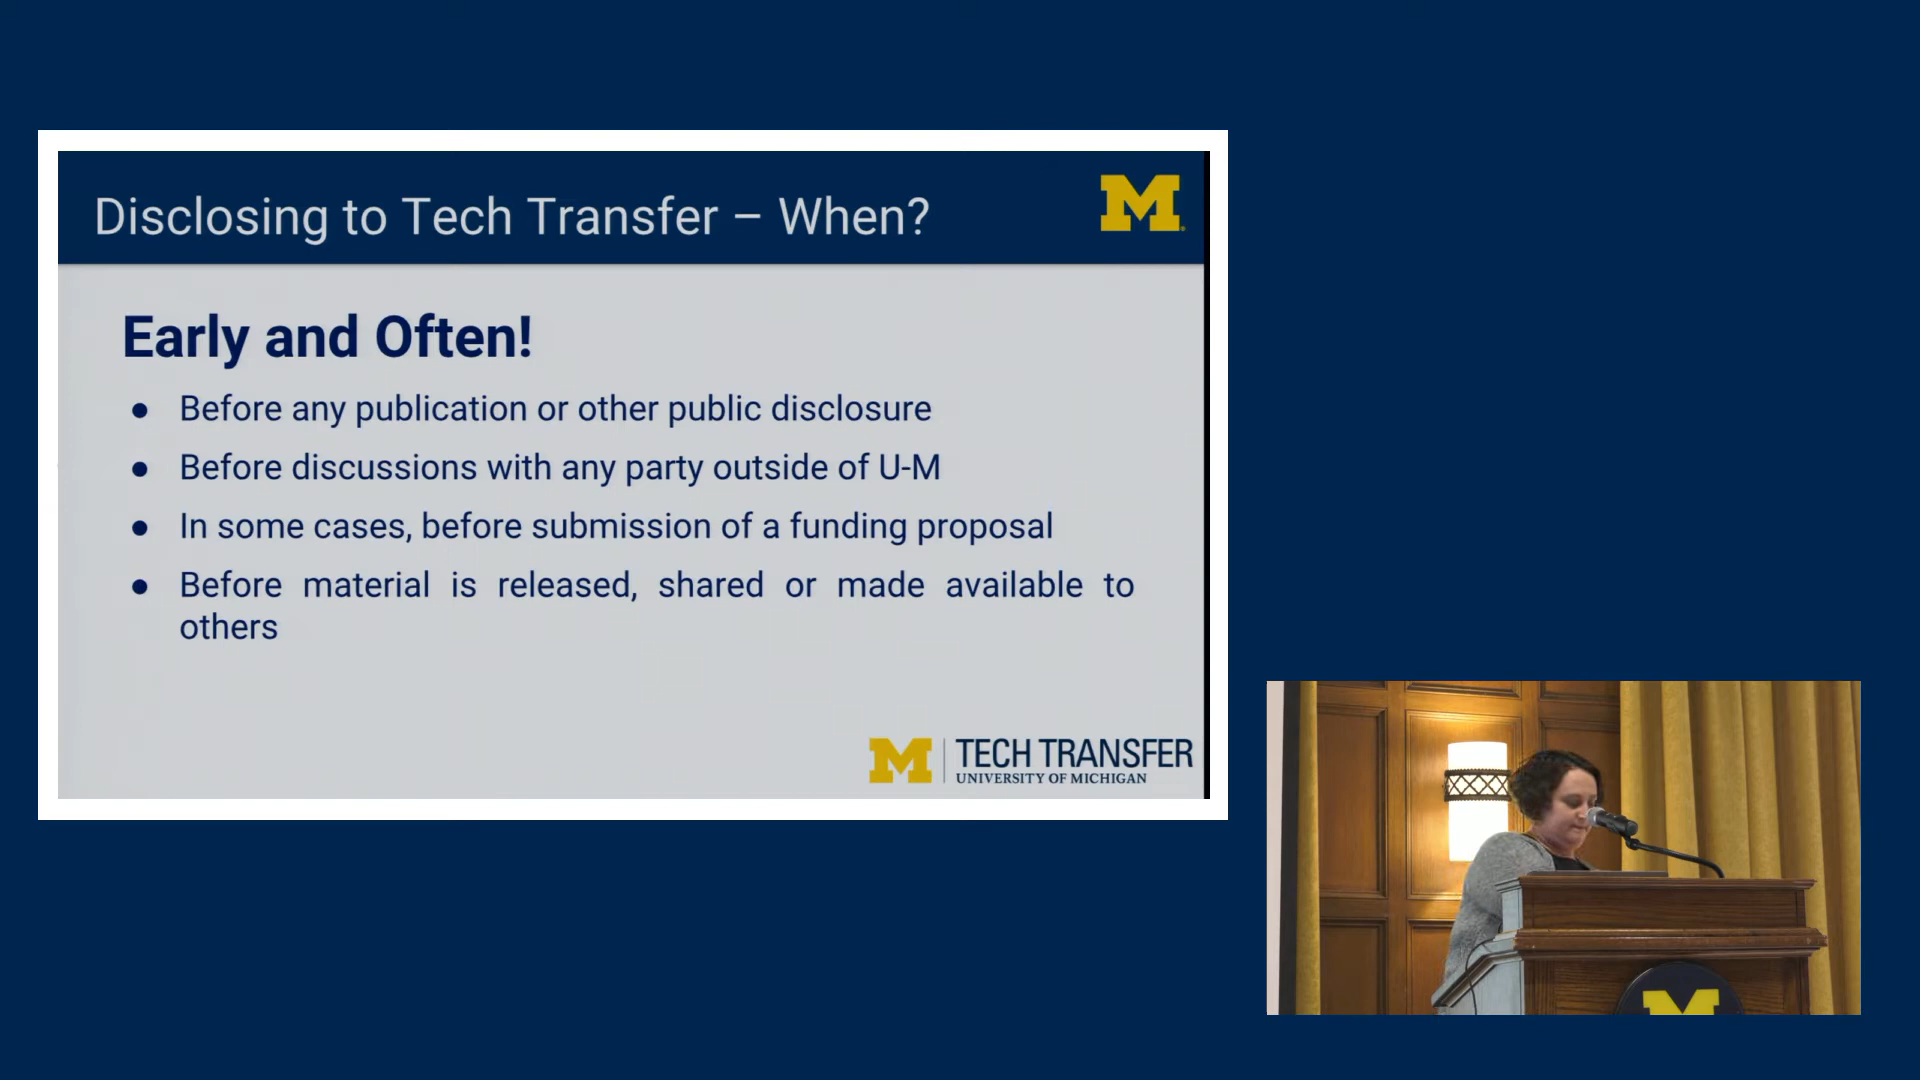 Disclosing to Tech Transfer – When?
M
Early and Often!
● Before any publication or other public disclosure
● Before discussions with any party outside of U-M
● In some cases, before submission of a funding proposal
● Before material is released, shared or made available to
others
M | TECH TRANSFER
UNIVERSITY OF MICHIGAN
M